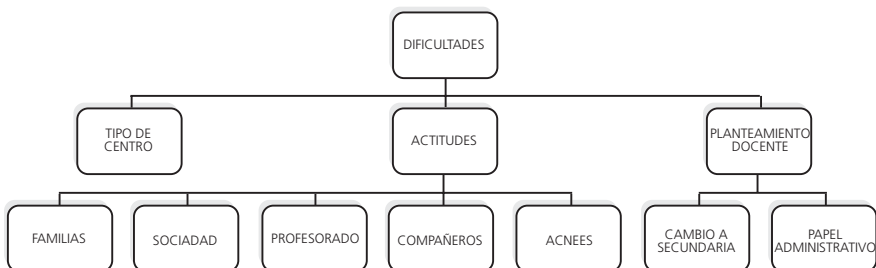 DIFICULTADES
TIPO DE
CENTRO
ACTITUDES
PLANTEAMIENTO
DOCENTE
FAMILIAS
SOCIADAD
PROFESORADO
COMPAÑEROS
ACNEES
CAMBIO A
SECUNDARIA
PAPEL
ADMINISTRATIVO